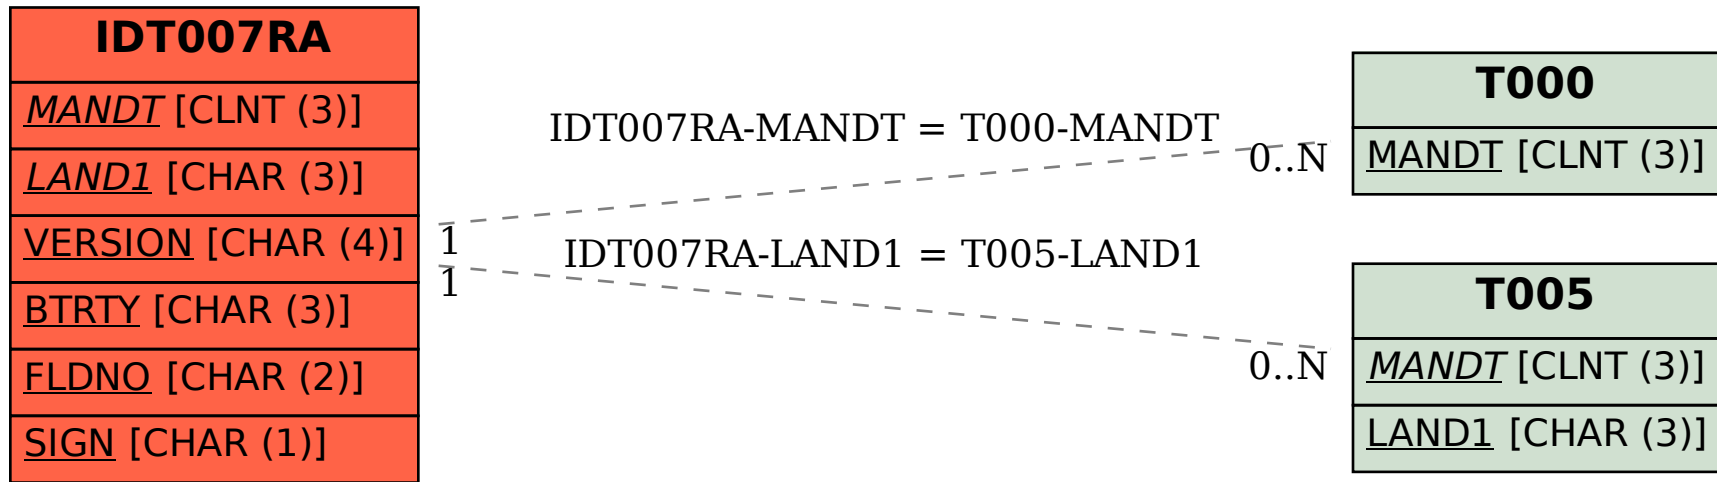 IDT007RA
MANDT [CLNT (3)]
LAND1 [CHAR (3)]
VERSION [CHAR (4)]
BTRTY [CHAR (3)]
FLDNO [CHAR (2)]
SIGN [CHAR (1)]
IDT007RA-MANDT = T000-MANDT
0..N
1
IDT007RA-LAND1 = T005-LAND1
1
0..N
T000
MANDT [CLNT (3)]
T005
MANDT [CLNT (3)]
LAND1 [CHAR (3)]